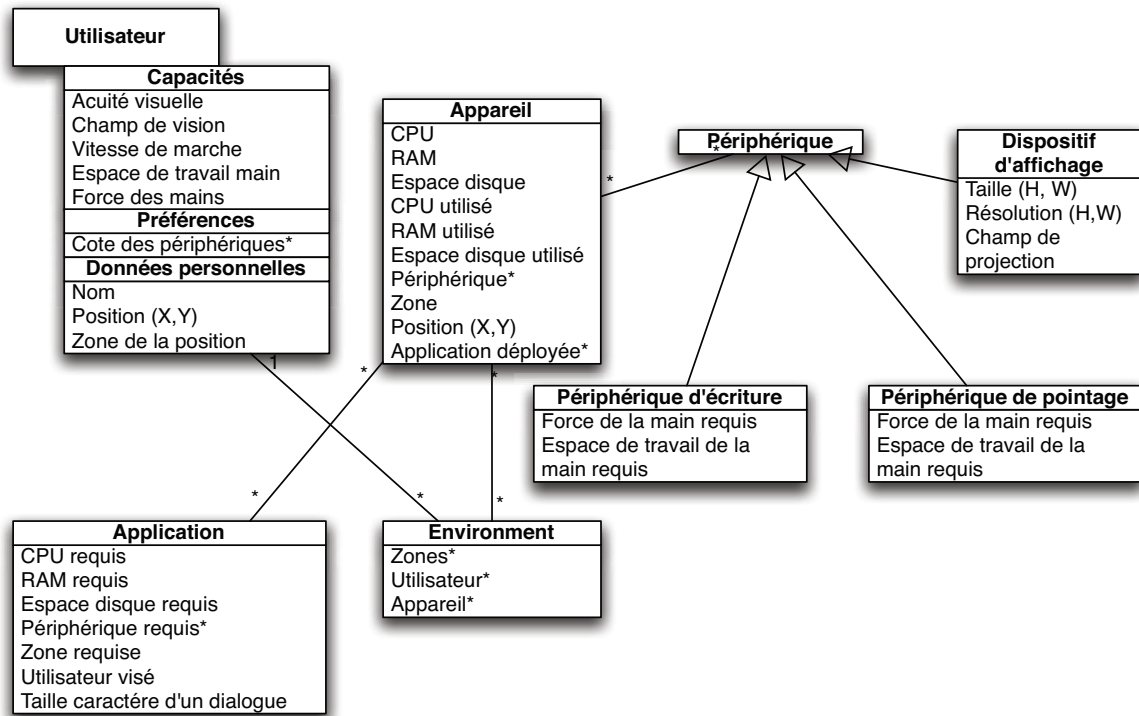 Utilisateur
Capacités
Acuité visuelle
Champ de vision
Vitesse de marche
Espace de travail main
Force des mains
Préférences
Cote des périphériques*
Données personnelles
Nom
Position (X,Y)
Zone de la position
1
*
Appareil
CPU
RAM
Espace disque
CPU utilisé
RAM utilisé
Espace disque utilisé
Périphérique*
Zone
Position (X,Y)
Application déployée*
*
*
*
*
*
Périphérique
*
Dispositif
d'affichage
Taille (H, W)
Résolution (H,W)
Champ de
projection
Périphérique d'écriture
Force de la main requis
Espace de travail de la
main requis
Périphérique de pointage
Force de la main requis
Espace de travail de la
main requis
Application
CPU requis
RAM requis
Espace disque requis
Périphérique requis*
Zone requise
Utilisateur visé
Taille caractére d'un dialogue
Environment
Zones*
Utilisateur*
Appareil*